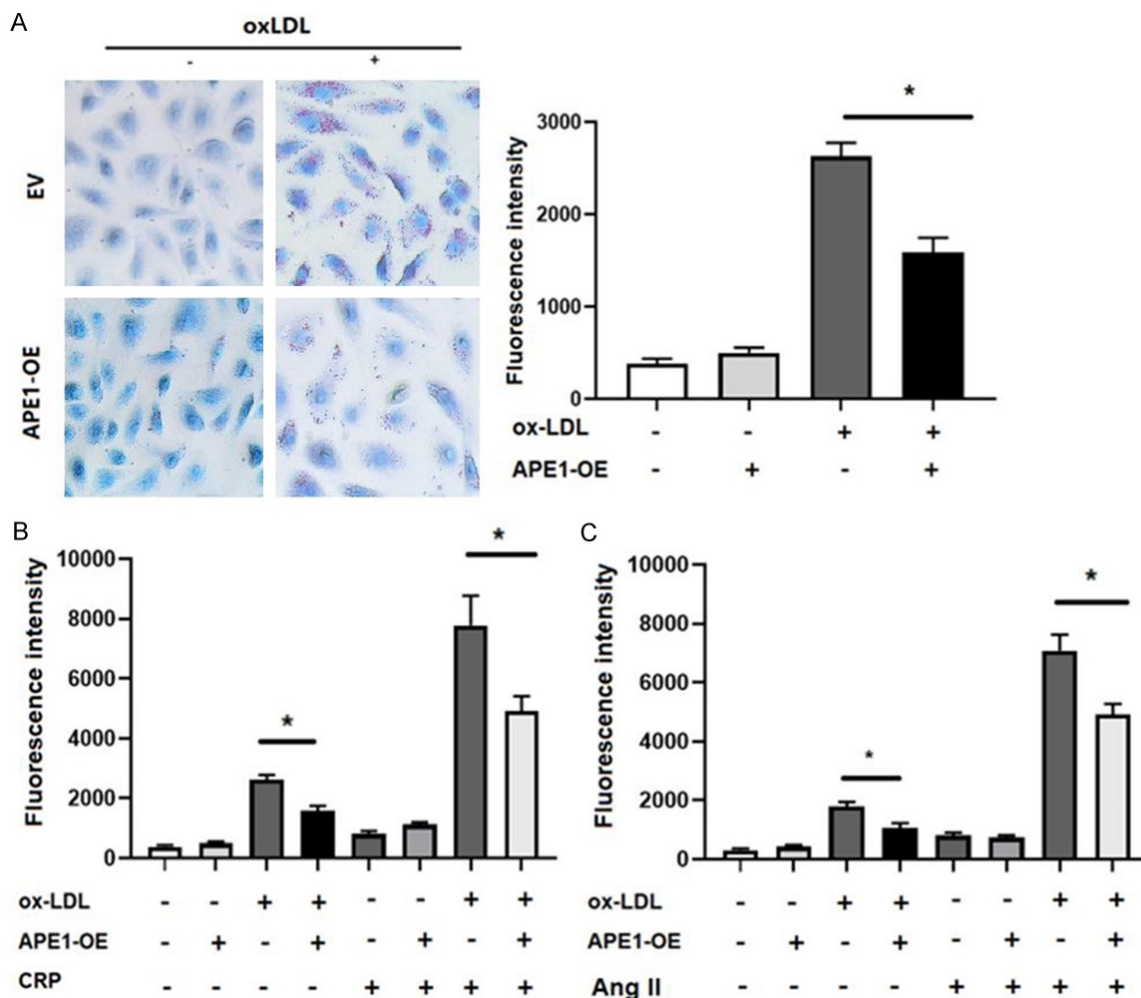 A
oxLDL
- +
EV
APE1-OE
*
Fluorescence intensity
3000
2000
1000
0
ox-LDL - - + +
APE1-OE - + - +
B
*
*
Fluorescence intensity
10000
8000
6000
4000
2000
0
ox-LDL - - + + - - + +
APE1-OE - + - + - + - +
CRP - - - - + + + +
C
*
*
Fluorescence intensity
10000
8000
6000
4000
2000
0
ox-LDL - - + + - - + +
APE1-OE - + - + - + - +
Ang II - - - - + + + +